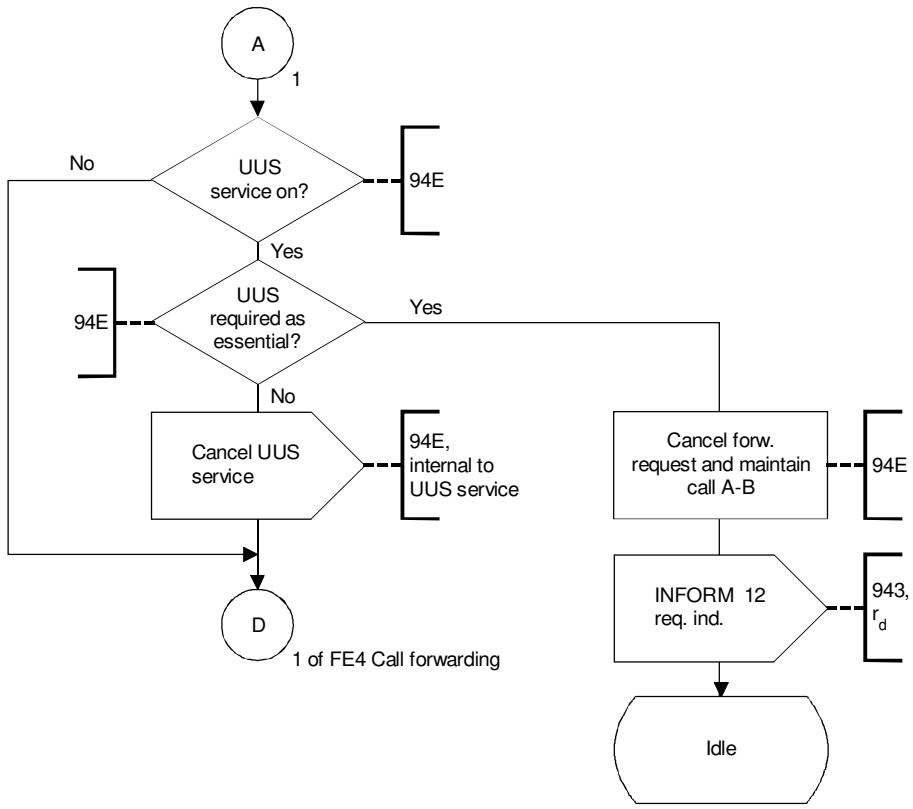 A
1
No
UUS
service on?
94E
Yes
94E
UUS
required as
essential?
Yes
No
Cancel UUS
service
94E,
internal to
UUS service
Cancel forw.
request and maintain
call A-B
94E
INFORM 12
req. ind.
943,
rd
D
1 of FE4 Call forwarding
Idle